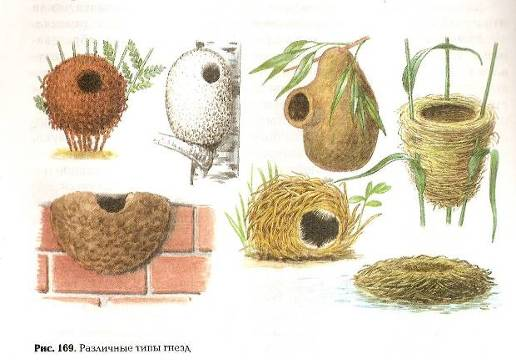 Рис. 169. Различные типы гнезд